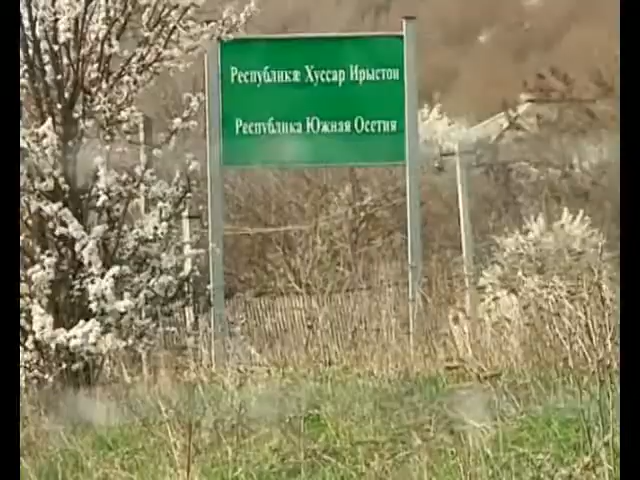 Республикæ Хуссар Ирыстон
Республика Южная Осетия